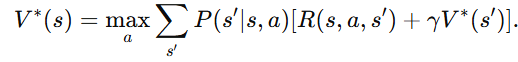 V*(s) = max_a ∑_{s'} P(s'|s, a)[R(s, a, s') + γV*(s')].